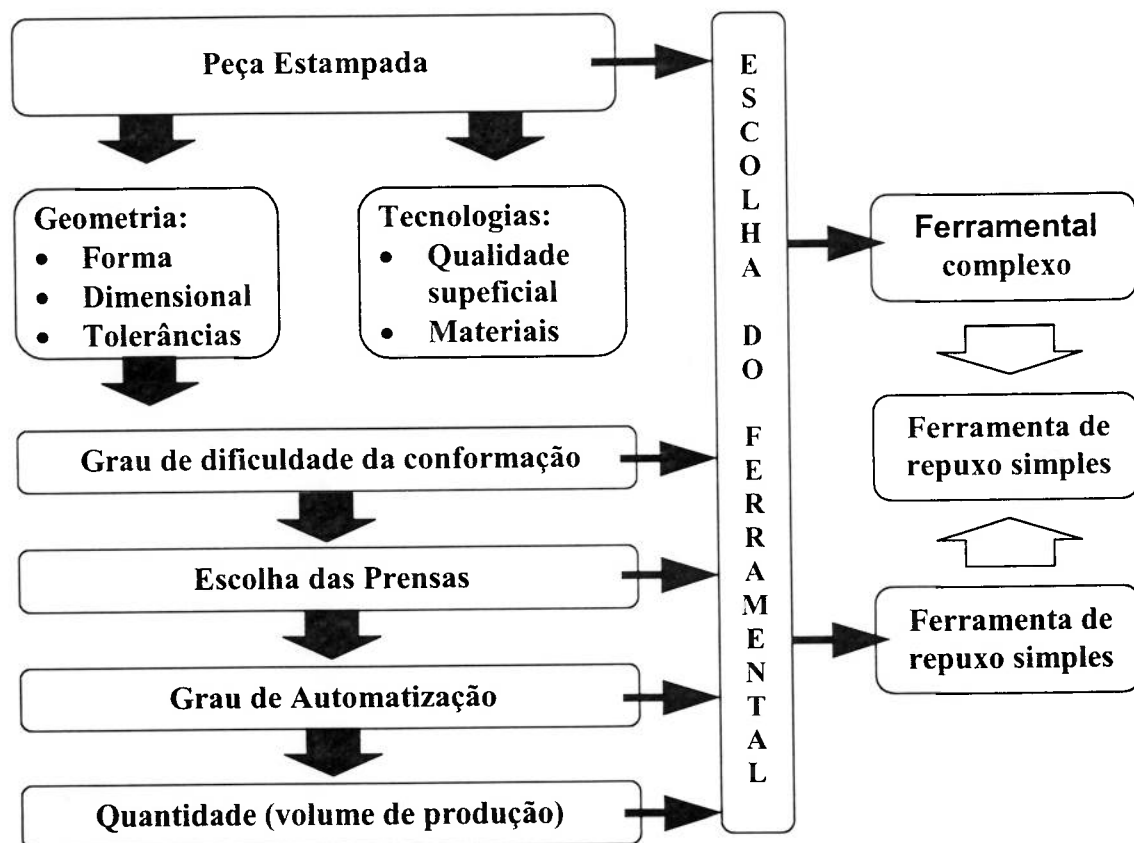 Peça Estampada
Geometria:
• Forma
• Dimensional
• Tolerâncias
Tecnologias:
• Qualidade
supeficial
• Materiais
Grau de dificuldade da conformação
Escolha das Prensas
Grau de Automatização
Quantidade (volume de produção)
ESCOLHA DO FERRAMENTAL
Ferramental
complexo
Ferramenta de
repuxo simples
Ferramenta de
repuxo simples